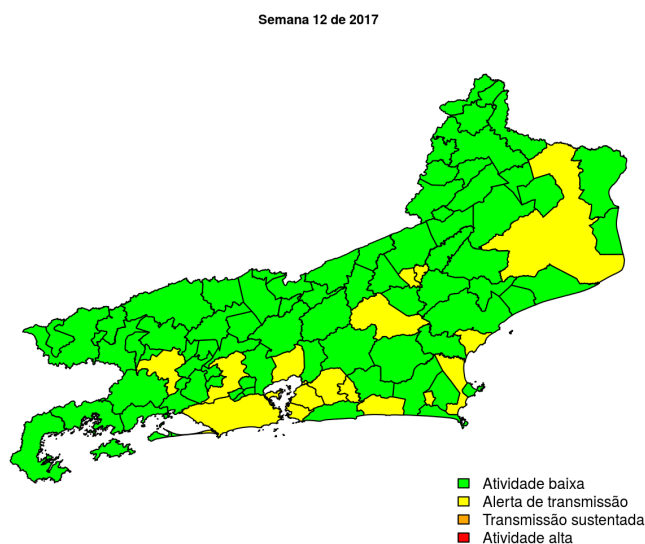 Semana 12 de 2017
Atividade baixa
Alerta de transmissão
Transmissão sustentada
Atividade alta